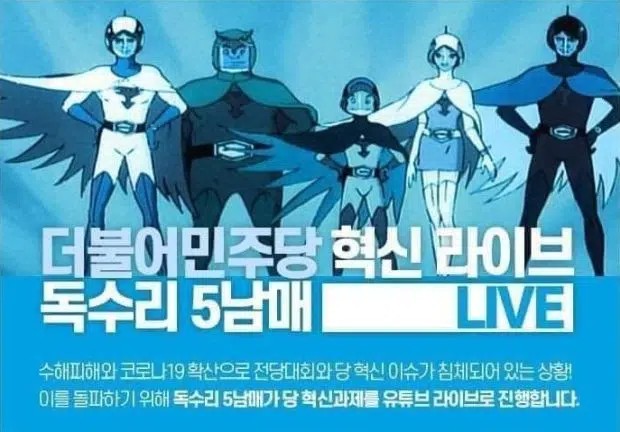 더불어민주당 혁신 라이브
독수리 5남매 LIVE
수해피해와 코로나19 확산으로 전당대회와 당 혁신 이슈가 침체되어 있는 상황!
이를 돌파하기 위해 독수리 5남매가 당 혁신과제를 유튜브 라이브로 진행합니다.